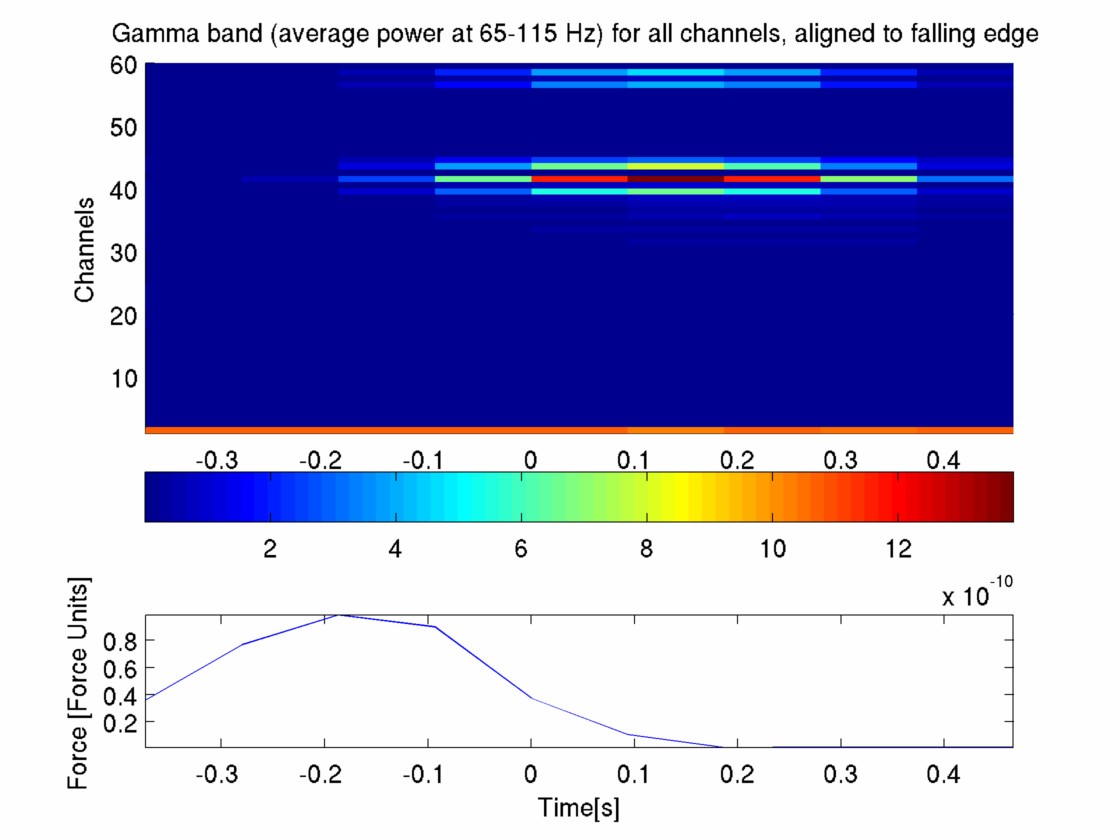 Gamma band (average power at 65-115 Hz) for all channels, aligned to falling edge
Channels
60
50
40
30
20
10
-0.3 -0.2 -0.1 0 0.1 0.2 0.3 0.4
2 4 6 8 10 12
x 10^-10
Force [Force Units]
0.8
0.6
0.4
0.2
-0.3 -0.2 -0.1 0 0.1 0.2 0.3 0.4
Time[s]